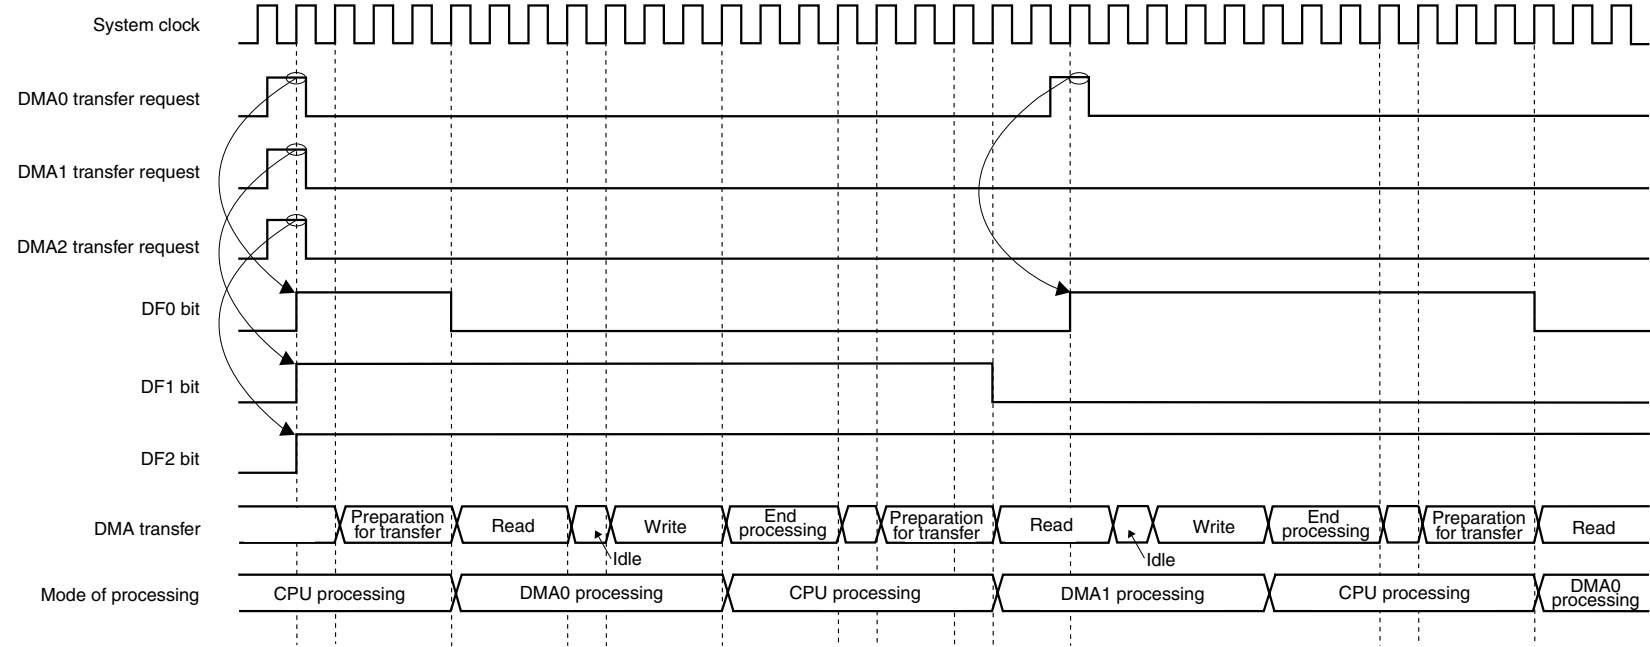 System clock
DMA0 transfer request
DMA1 transfer request
DMA2 transfer request
DF0 bit
DF1 bit
DF2 bit
DMA transfer
Preparation
for transfer
Read
Idle
Write
End
processing
Preparation
for transfer
Read
Idle
Write
End
processing
Preparation
for transfer
Read
Mode of processing
CPU processing
DMA0 processing
CPU processing
DMA1 processing
CPU processing
DMA0
processing